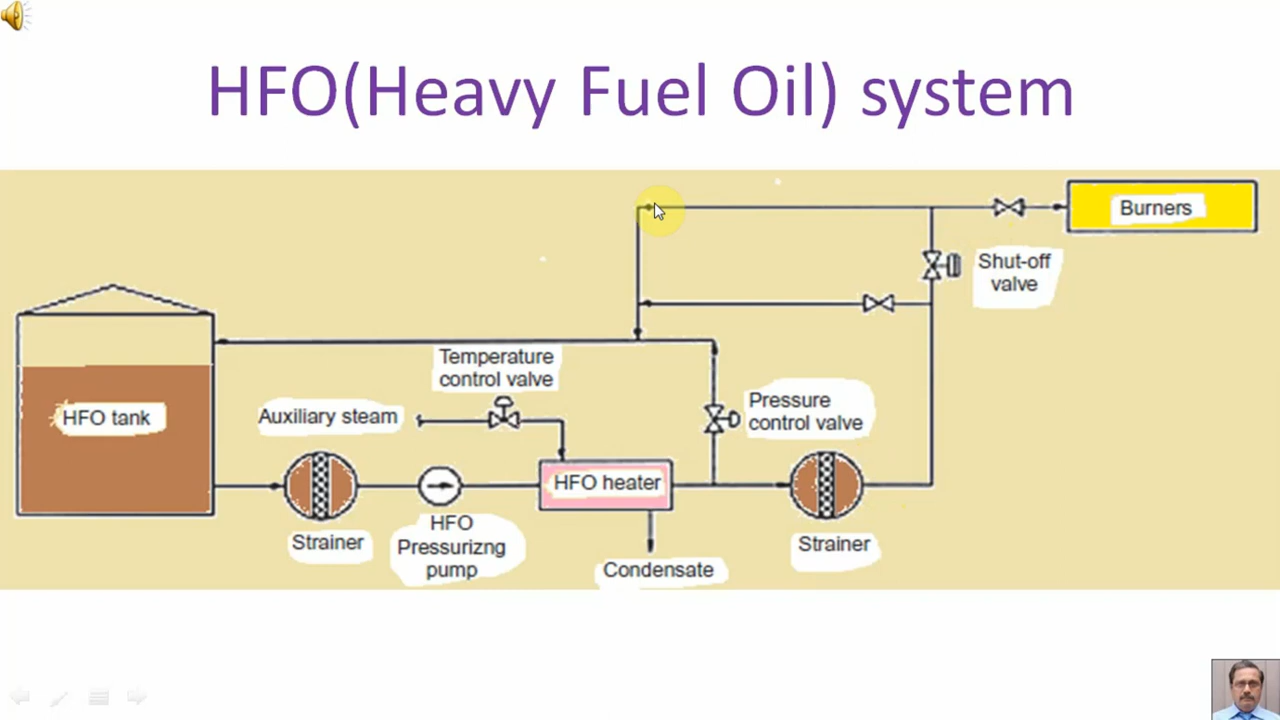 HFO(Heavy Fuel Oil) system
Burners
Shut-off
valve
Temperature
control valve
HFO tank
Auxiliary steam
Pressure
control valve
HFO heater
Strainer
HFO
Pressurizng
pump
Condensate
Strainer